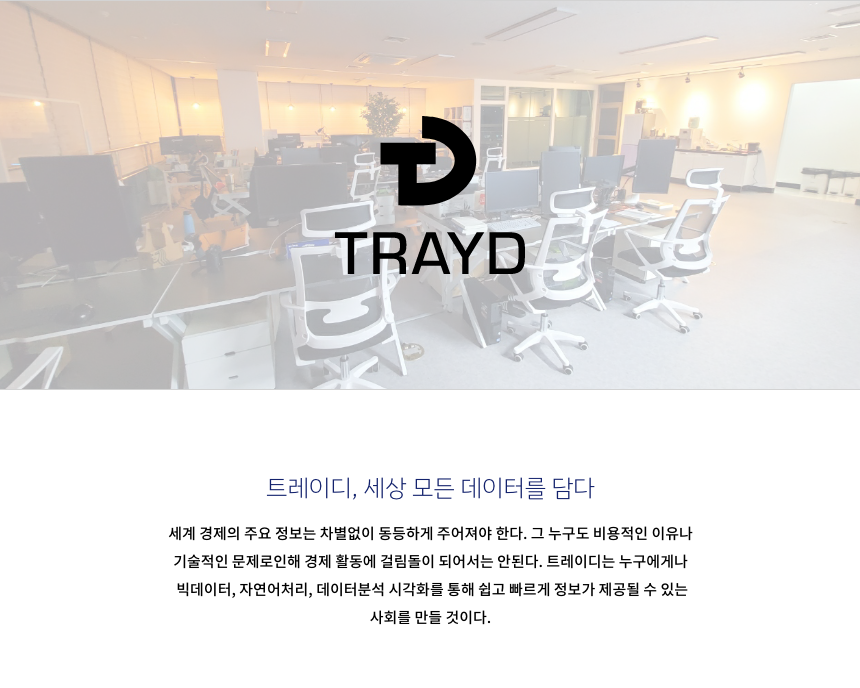 TRAYD
트레이디, 세상 모든 데이터를 담다
세계 경제의 주요 정보는 차별없이 동등하게 주어져야 한다. 그 누구도 비용적인 이유나
기술적인 문제로인해 경제 활동에 걸림돌이 되어서는 안된다. 트레이디는 누구에게나
빅데이터, 자연어처리, 데이터분석 시각화를 통해 쉽고 빠르게 정보가 제공될 수 있는
사회를 만들 것이다.